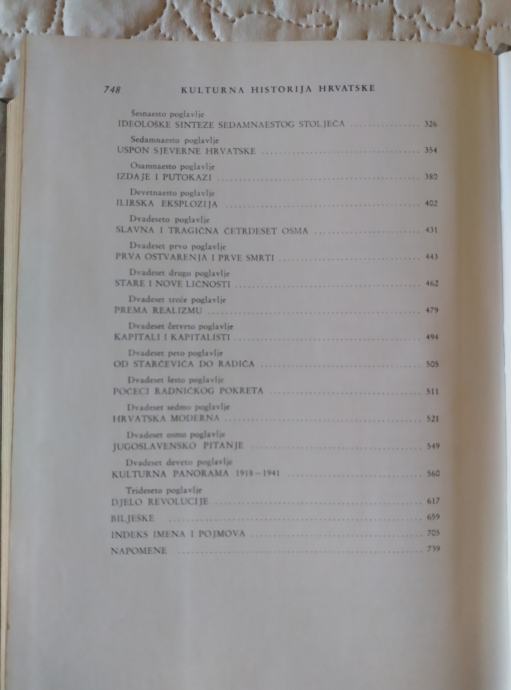 748 KULTURNA HISTORIJA HRVATSKE
Šesnaesto poglavlje
IDEOLOŠKE SINTEZE SEDAMNAESTOG STOLJEĆA ................ 326
Sedamnaesto poglavlje
USPON SJEVERNE HRVATSKE ................ 354
Osamnaesto poglavlje
IZDAJE I PUTOKAZI ................ 380
Devetnaesto poglavlje
ILIRSKA EKSPLOZIJA ................ 402
Dvadeseto poglavlje
SLAVNA I TRAGIČNA ČETRDESET OSMA ................ 431
Dvadeset prvo poglavlje
PRVA OSTVARENJA I PRVE SMRTI ................ 443
Dvadeset drugo poglavlje
STARE I NOVE LIČNOSTI ................ 462
Dvadeset treće poglavlje
PREMA REALIZMU ................ 479
Dvadeset četvrto poglavlje
KAPITALI I KAPITALISTI ................ 494
Dvadeset peto poglavlje
OD STARČEVIĆA DO RADIĆA ................ 505
Dvadeset šesto poglavlje
POČECI RADNIČKOG POKRETA ................ 511
Dvadeset sedmo poglavlje
HRVATSKA MODERNA ................ 521
Dvadeset osmo poglavlje
JUGOSLAVENSKO PITANJE ................ 549
Dvadeset deveto poglavlje
KULTURNA PANORAMA 1918–1941 ................ 560
Trideseto poglavlje
DJELO REVOLUCIJE ................ 617
BILJEŠKE ................ 659
INDEKS IMENA I POJMOVA ................ 705
NAPOMENE ................ 739